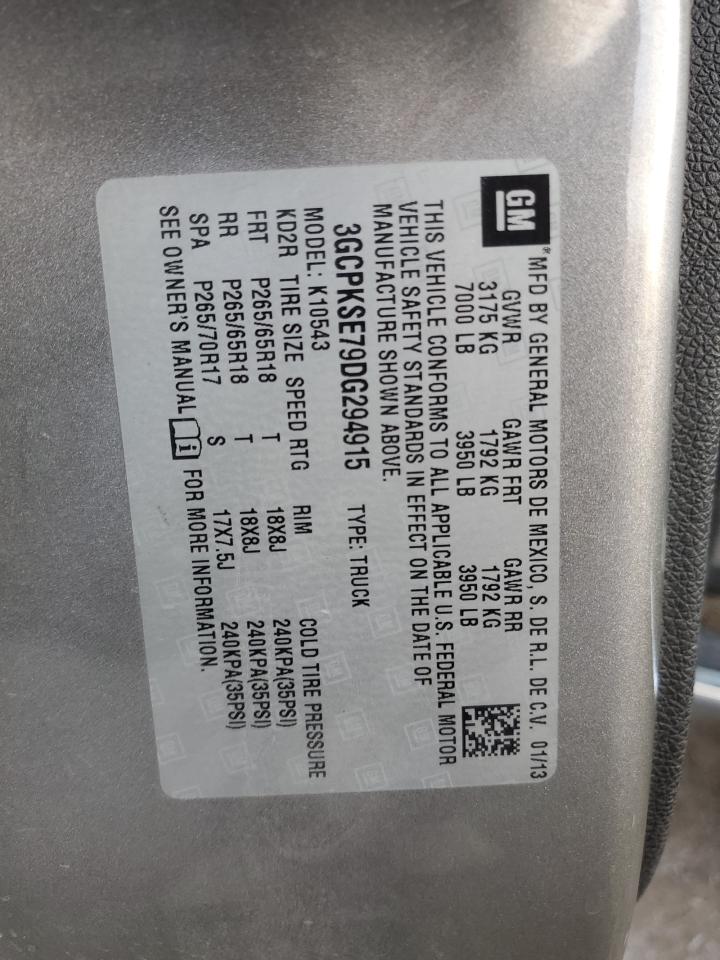 GM
MFD BY GENERAL MOTORS DE MEXICO, S. DE R.L. DE C.V. 01/13
GVWR GAWR FRT GAWR RR
3175 KG 1792 KG 1792 KG
7000 LB 3950 LB 3950 LB
THIS VEHICLE CONFORMS TO ALL APPLICABLE U.S. FEDERAL MOTOR
VEHICLE SAFETY STANDARDS IN EFFECT ON THE DATE OF
MANUFACTURE SHOWN ABOVE.
3GCPKSE79DG294915 TYPE: TRUCK
MODEL: K10543
KD2R TIRE SIZE SPEED RTG RIM COLD TIRE PRESSURE
FRT P265/65R18 T 18X8J 240KPA(35PSI)
RR P265/65R18 T 18X8J 240KPA(35PSI)
SPA P265/70R17 S 17X7.5J 240KPA(35PSI)
SEE OWNER'S MANUAL FOR MORE INFORMATION.